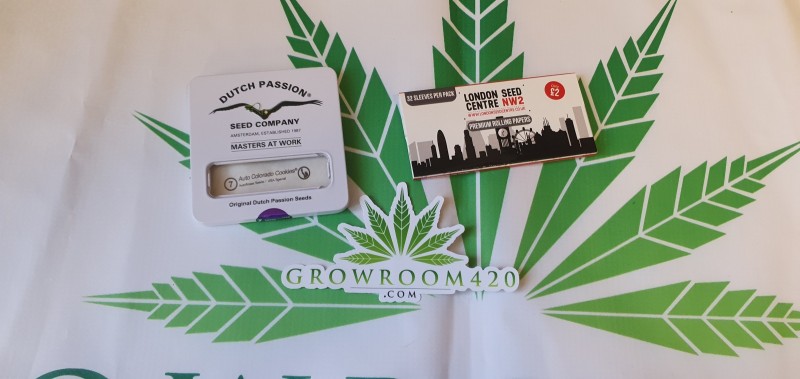 DUTCH PASSION®
SEED COMPANY
AMSTERDAM, ESTABLISHED 1987
MASTERS AT WORK
7 Auto Colorado Cookies®
Original Dutch Passion Seeds
32 SLEEVES PER PACK
LONDON SEED
CENTRE NW2
PREMIUM ROLLING PAPERS
£2
GROWROOM420
.COM